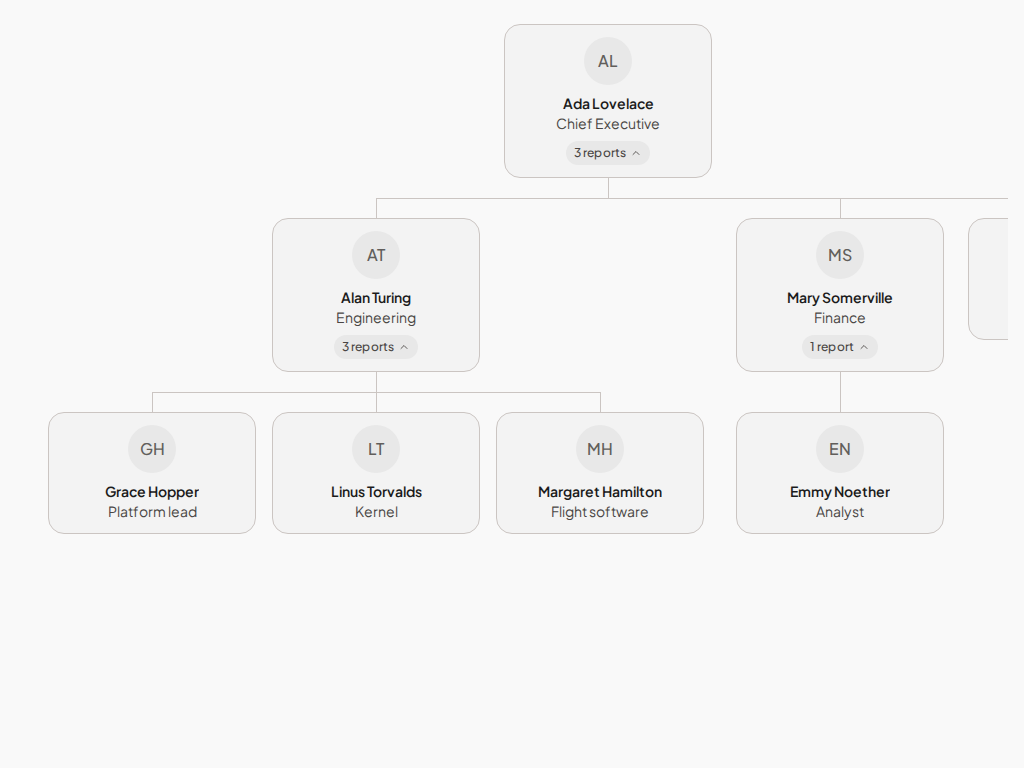 AL
Ada Lovelace
Chief Executive
3 reports
AT
Alan Turing
Engineering
3 reports
MS
Mary Somerville
Finance
1 report
GH
Grace Hopper
Platform lead
LT
Linus Torvalds
Kernel
MH
Margaret Hamilton
Flight software
EN
Emmy Noether
Analyst